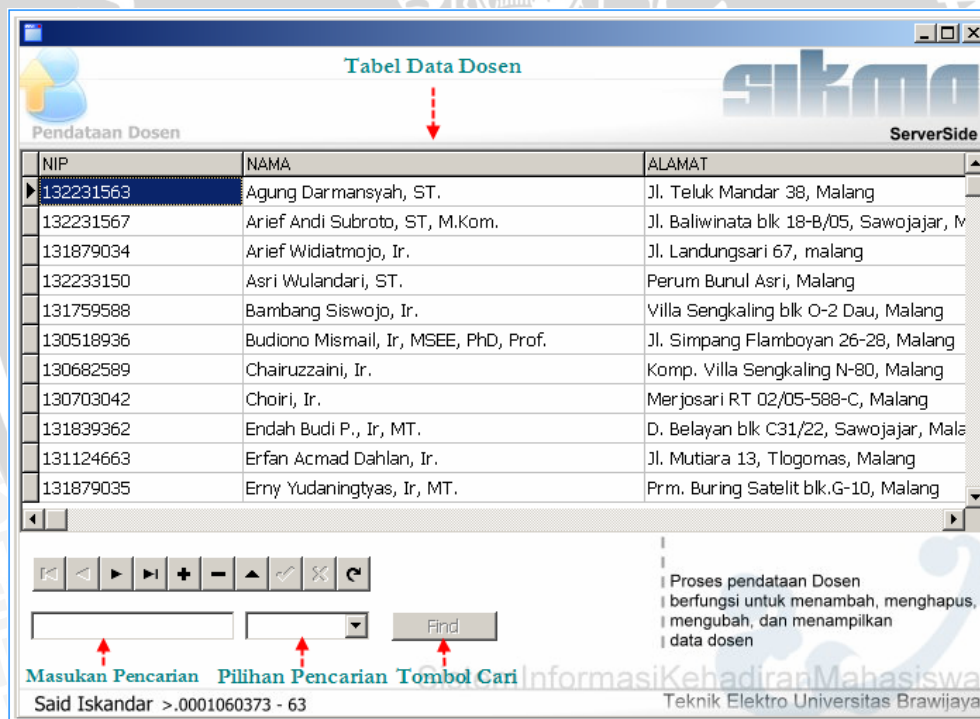 Tabel Data Dosen
sikma
Pendataan Dosen
ServerSide
NIP NAMA ALAMAT
132231563 Agung Darmansyah, ST. Jl. Teluk Mandar 38, Malang
132231567 Arief Andi Subroto, ST, M.Kom. Jl. Baliwinata blk 18-B/05, Sawojajar, M
131879034 Arief Widiatmojo, Ir. Jl. Landungsari 67, malang
132233150 Asri Wulandari, ST. Perum Bunul Asri, Malang
131759588 Bambang Siswojo, Ir. Villa Sengkaling blk O-2 Dau, Malang
130518936 Budiono Mismail, Ir, MSEE, PhD, Prof. Jl. Simpang Flamboyan 26-28, Malang
130682589 Chairuzzaini, Ir. Komp. Villa Sengkaling N-80, Malang
130703042 Choiri, Ir. Merjosari RT 02/05-588-C, Malang
131839362 Endah Budi P., Ir, MT. D. Belayan blk C31/22, Sawojajar, Mala
131124663 Erfan Acmad Dahlan, Ir. Jl. Mutiara 13, Tlogomas, Malang
131879035 Erny Yudaningtyas, Ir, MT. Prm. Buring Satelit blk.G-10, Malang
Proses pendataan Dosen
berfungsi untuk menambah, menghapus,
mengubah, dan menampilkan
data dosen
Find
Masukan Pencarian Pilihan Pencarian Tombol Cari
SistemInformasiKehadiranMahasiswa
Said Iskandar >.0001060373 - 63
Teknik Elektro Universitas Brawijaya